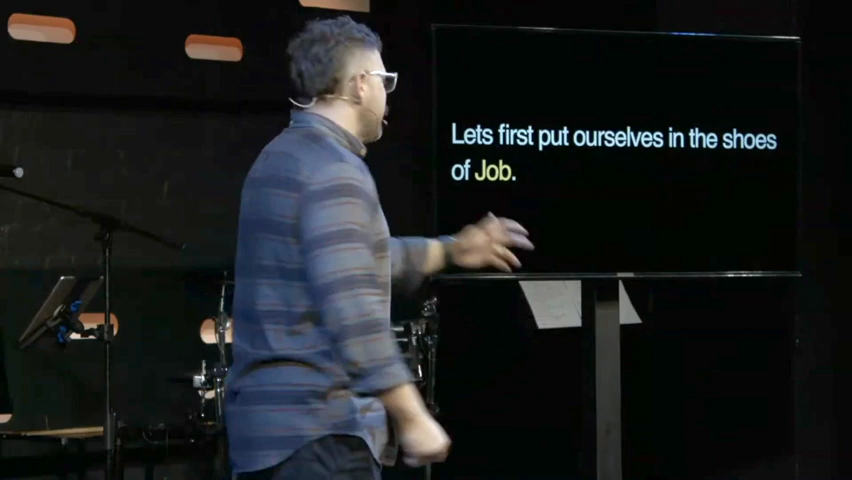 Lets first put ourselves in the shoes
of Job.